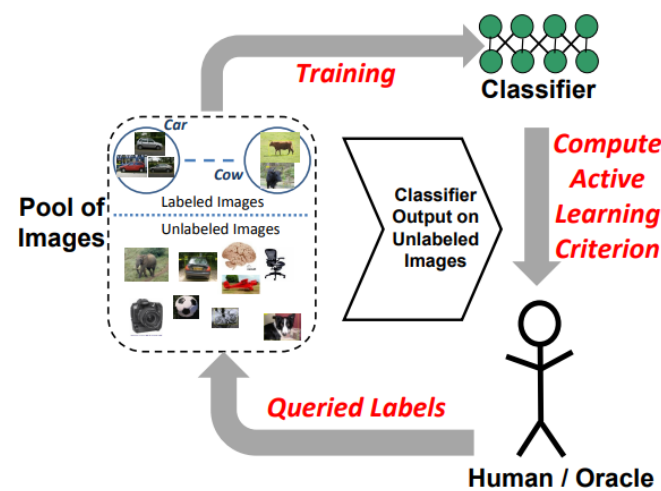 Training
Classifier
Car
Cow
Labeled Images
Unlabeled Images
Pool of
Images
Classifier
Output on
Unlabeled
Images
Compute
Active
Learning
Criterion
Queried Labels
Human / Oracle